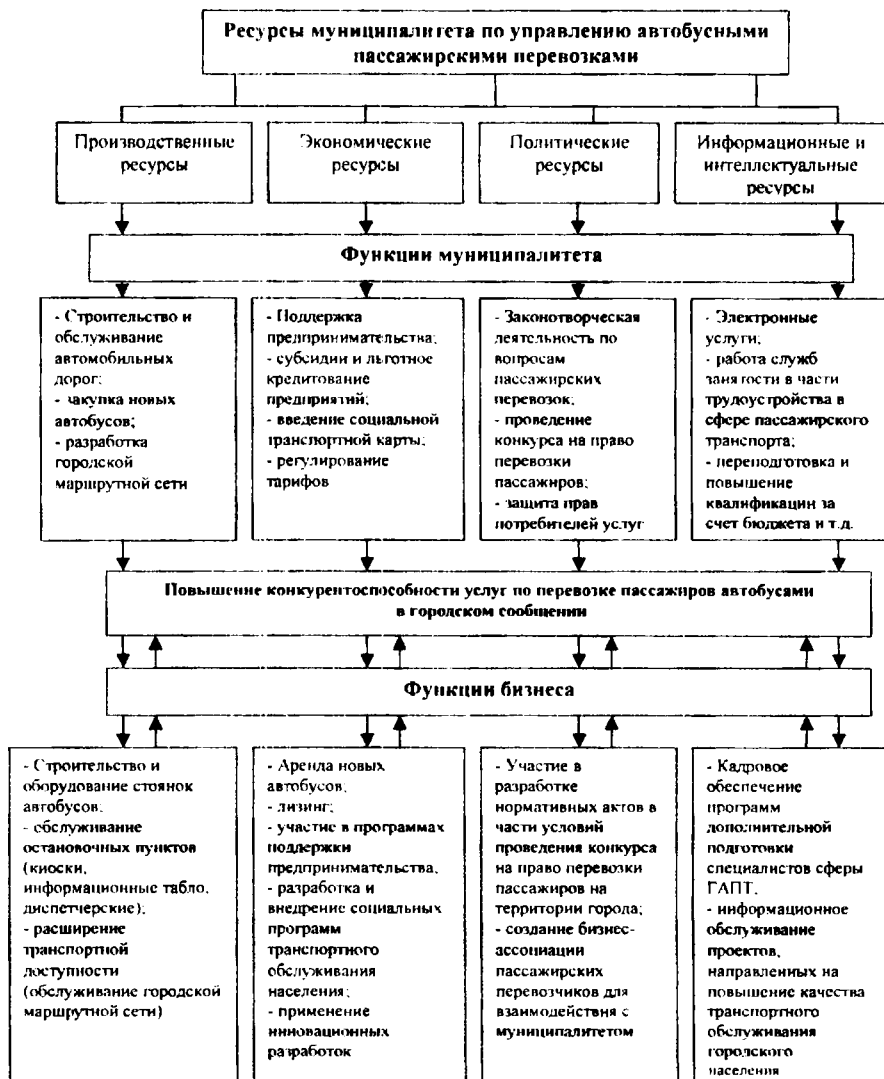 Ресурсы муниципалитета по управлению автобусными
пассажирскими перевозками
Производственные
ресурсы
Экономические
ресурсы
Политические
ресурсы
Информационные и
интеллектуальные
ресурсы
Функции муниципалитета
- Строительство и
обслуживание
автомобильных
дорог;
- закупка новых
автобусов;
- разработка
городской
маршрутной сети
- Поддержка
предпринимательства;
- субсидии и льготное
кредитование
предприятий;
- введение социальной
транспортной карты;
- регулирование
тарифов
- Законотворческая
деятельность по
вопросам
пассажирских
перевозок;
- проведение
конкурса на право
перевозки
пассажиров;
- защита прав
потребителей услуг
- Электронные
услуги;
- работа служб
занятости в части
трудоустройства в
сфере пассажирского
транспорта;
- переподготовка и
повышение
квалификации за
счет бюджета и т.д.
Повышение конкурентоспособности услуг по перевозке пассажиров автобусами
в городском сообщении
Функции бизнеса
- Строительство и
оборудование стоянок
автобусов;
- обслуживание
остановочных пунктов
(киоски,
информационные табло,
диспетчерские);
- расширение
транспортной
доступности
(обслуживание городской
маршрутной сети)
- Аренда новых
автобусов;
- лизинг;
- участие в программах
поддержки
предпринимательства,
- разработка и
внедрение социальных
программ
транспортного
обслуживания
населения;
- применение
инновационных
разработок
- Участие в
разработке
нормативных актов в
части условий
проведения конкурса
на право перевозки
пассажиров на
территории города;
- создание бизнес-
ассоциации
пассажирских
перевозчиков для
взаимодействия с
муниципалитетом
- Кадровое
обеспечение
программ
дополнительной
подготовки
специалистов сферы
ГАПТ,
- информационное
обслуживание
проектов,
направленных на
повышение качества
транспортного
обслуживания
городского
населения